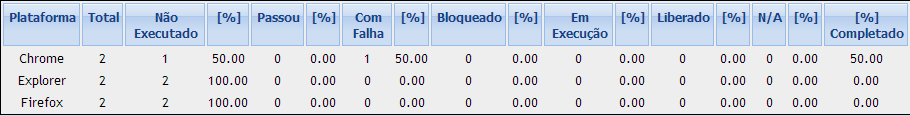 Plataforma Total Não Executado [%] Passou [%] Com Falha [%] Bloqueado [%] Em Execução [%] Liberado [%] N/A [%] [%] Completado
Chrome 2 1 50.00 0 0.00 1 50.00 0 0.00 0 0.00 0 0.00 0 0.00 50.00
Explorer 2 2 100.00 0 0.00 0 0.00 0 0.00 0 0.00 0 0.00 0 0.00 0.00
Firefox 2 2 100.00 0 0.00 0 0.00 0 0.00 0 0.00 0 0.00 0 0.00 0.00